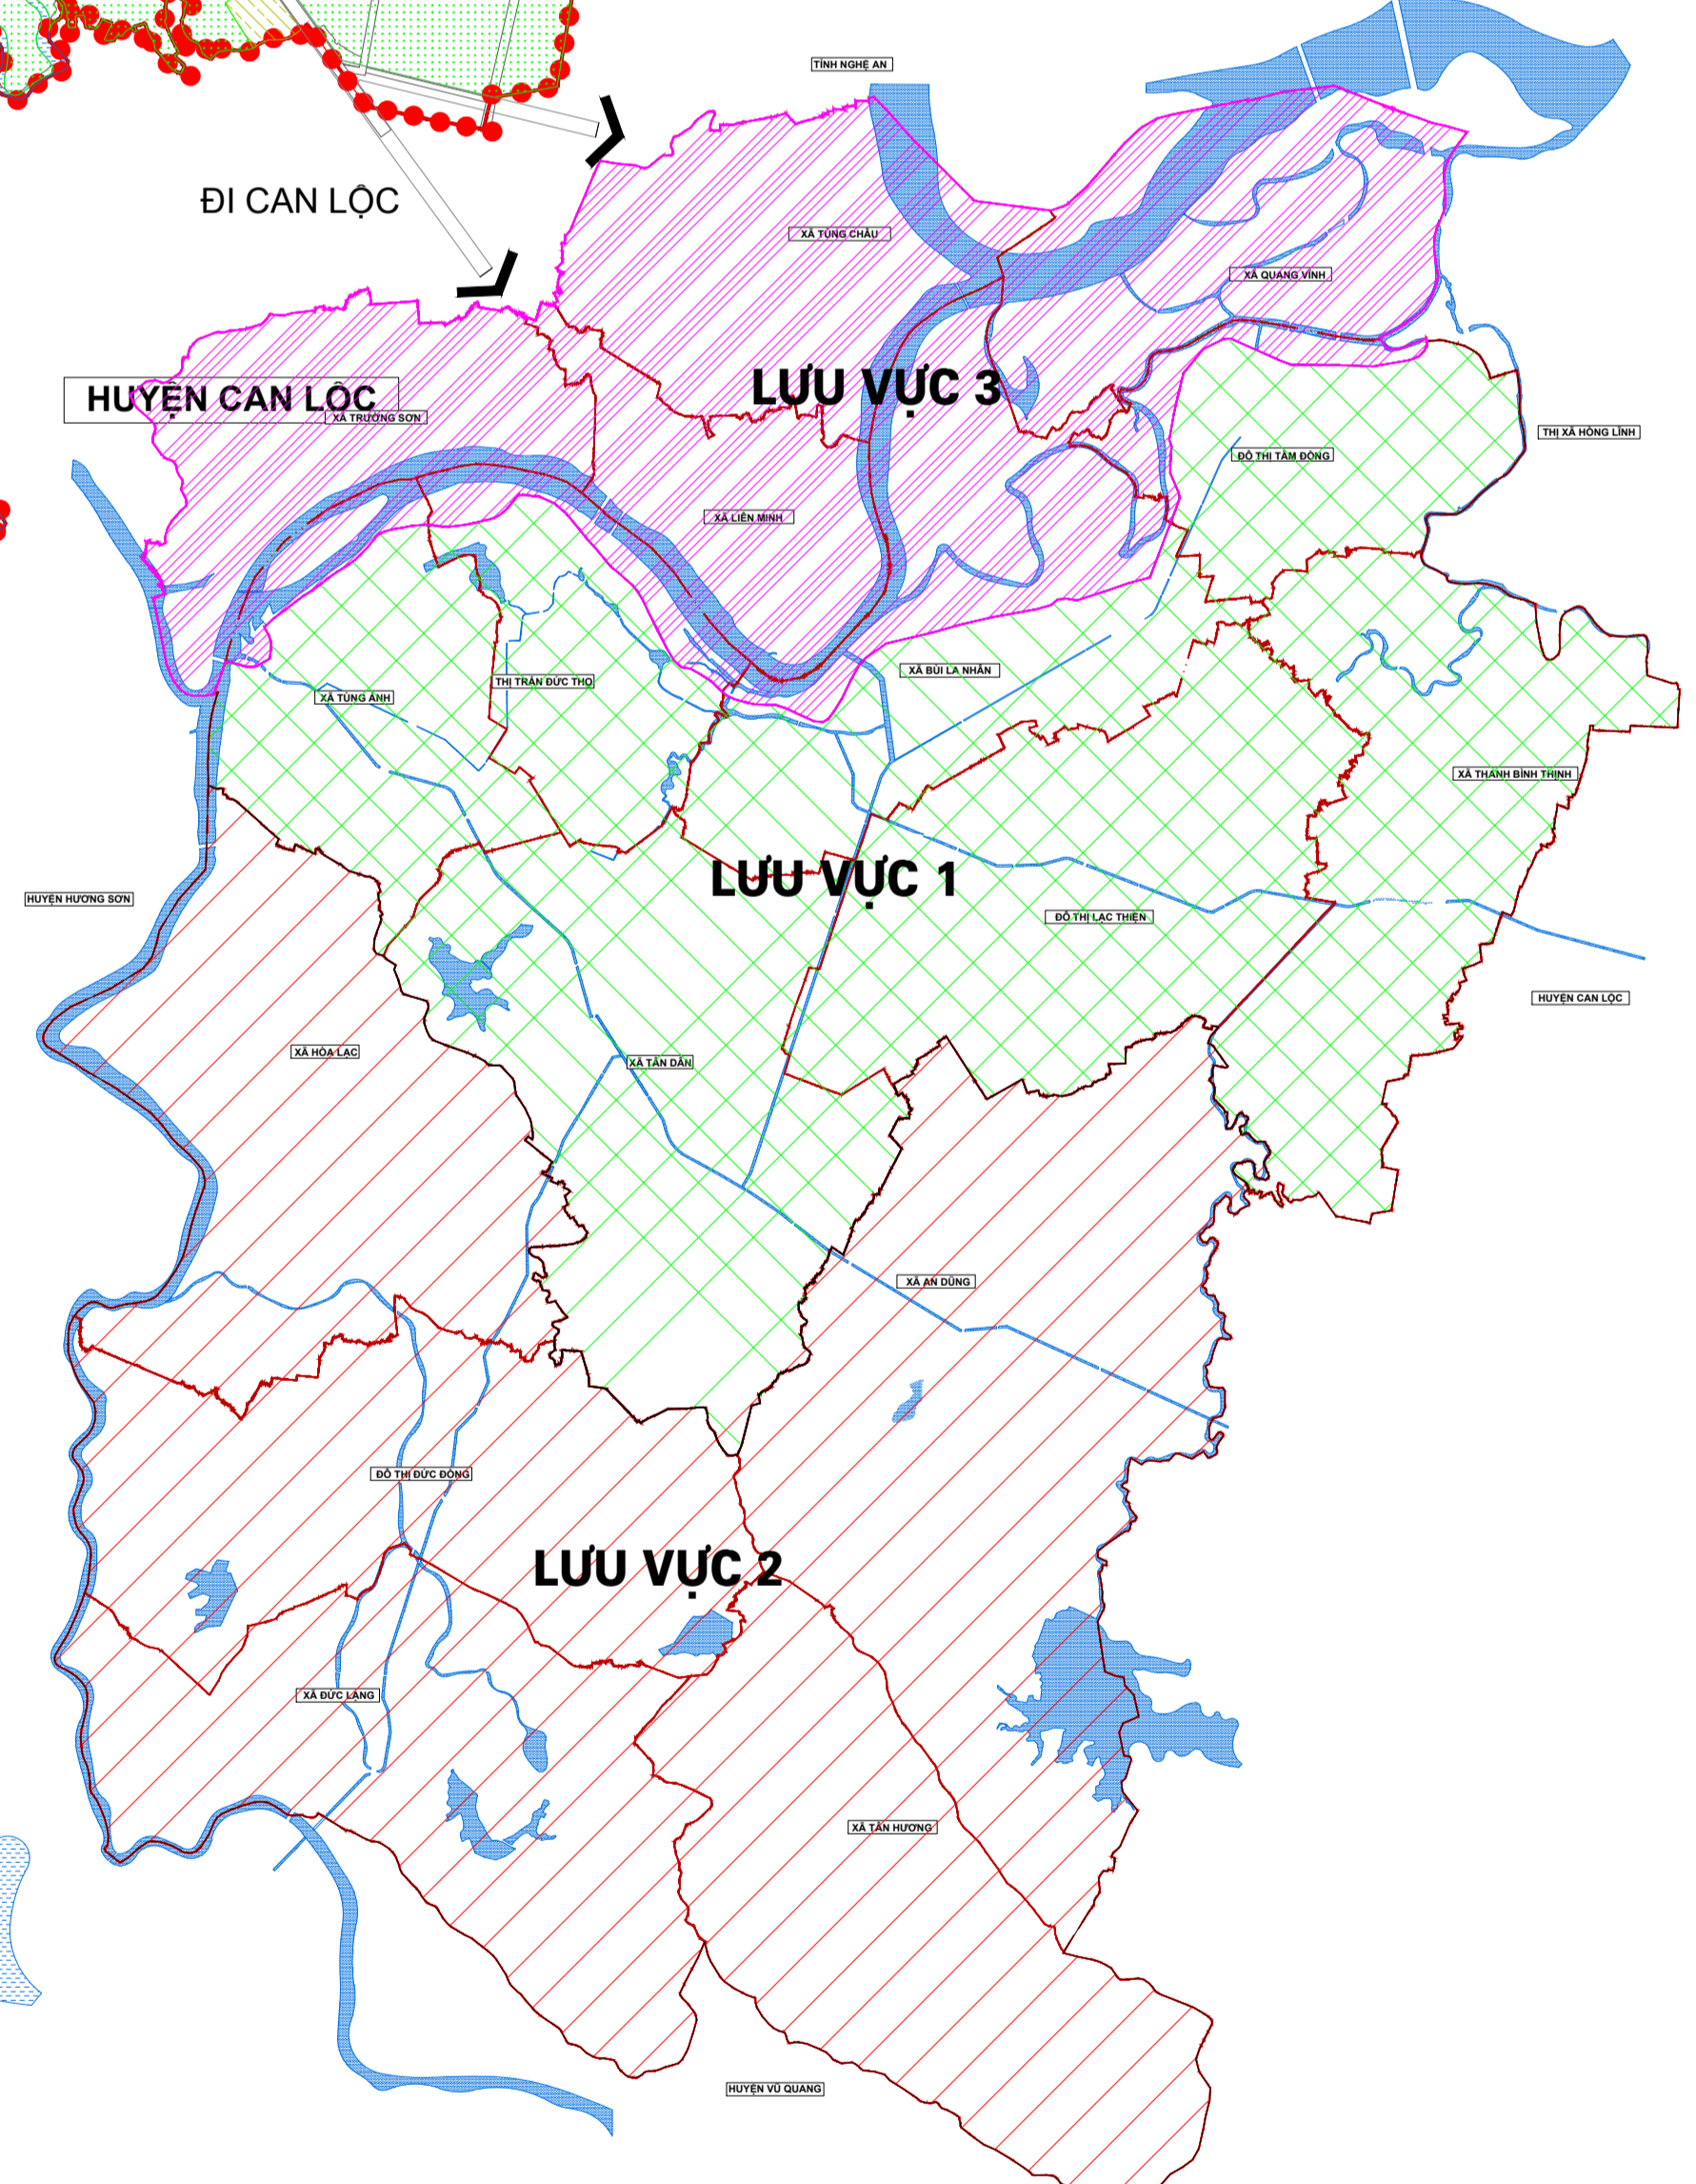 TỈNH NGHỆ AN
ĐI CAN LỘC
XÃ TÙNG CHÂU
XÃ QUANG VĨNH
LƯU VỰC 3
HUYỆN CAN LỘC
XÃ TRƯỜNG SƠN
THỊ XÃ HỒNG LĨNH
ĐÔ THỊ TAM ĐỒNG
XÃ LIÊN MINH
XÃ BÙI LA NHÂN
THỊ TRẤN ĐỨC THỌ
XÃ TÙNG ẢNH
XÃ THANH BÌNH THỊNH
LƯU VỰC 1
HUYỆN HƯƠNG SƠN
ĐÔ THỊ LẠC THIỆN
HUYỆN CAN LỘC
XÃ HÒA LẠC
XÃ TÂN DÂN
XÃ AN DŨNG
ĐÔ THỊ ĐỨC ĐỒNG
LƯU VỰC 2
XÃ ĐỨC LẠNG
XÃ TÂN HƯƠNG
HUYỆN VŨ QUANG